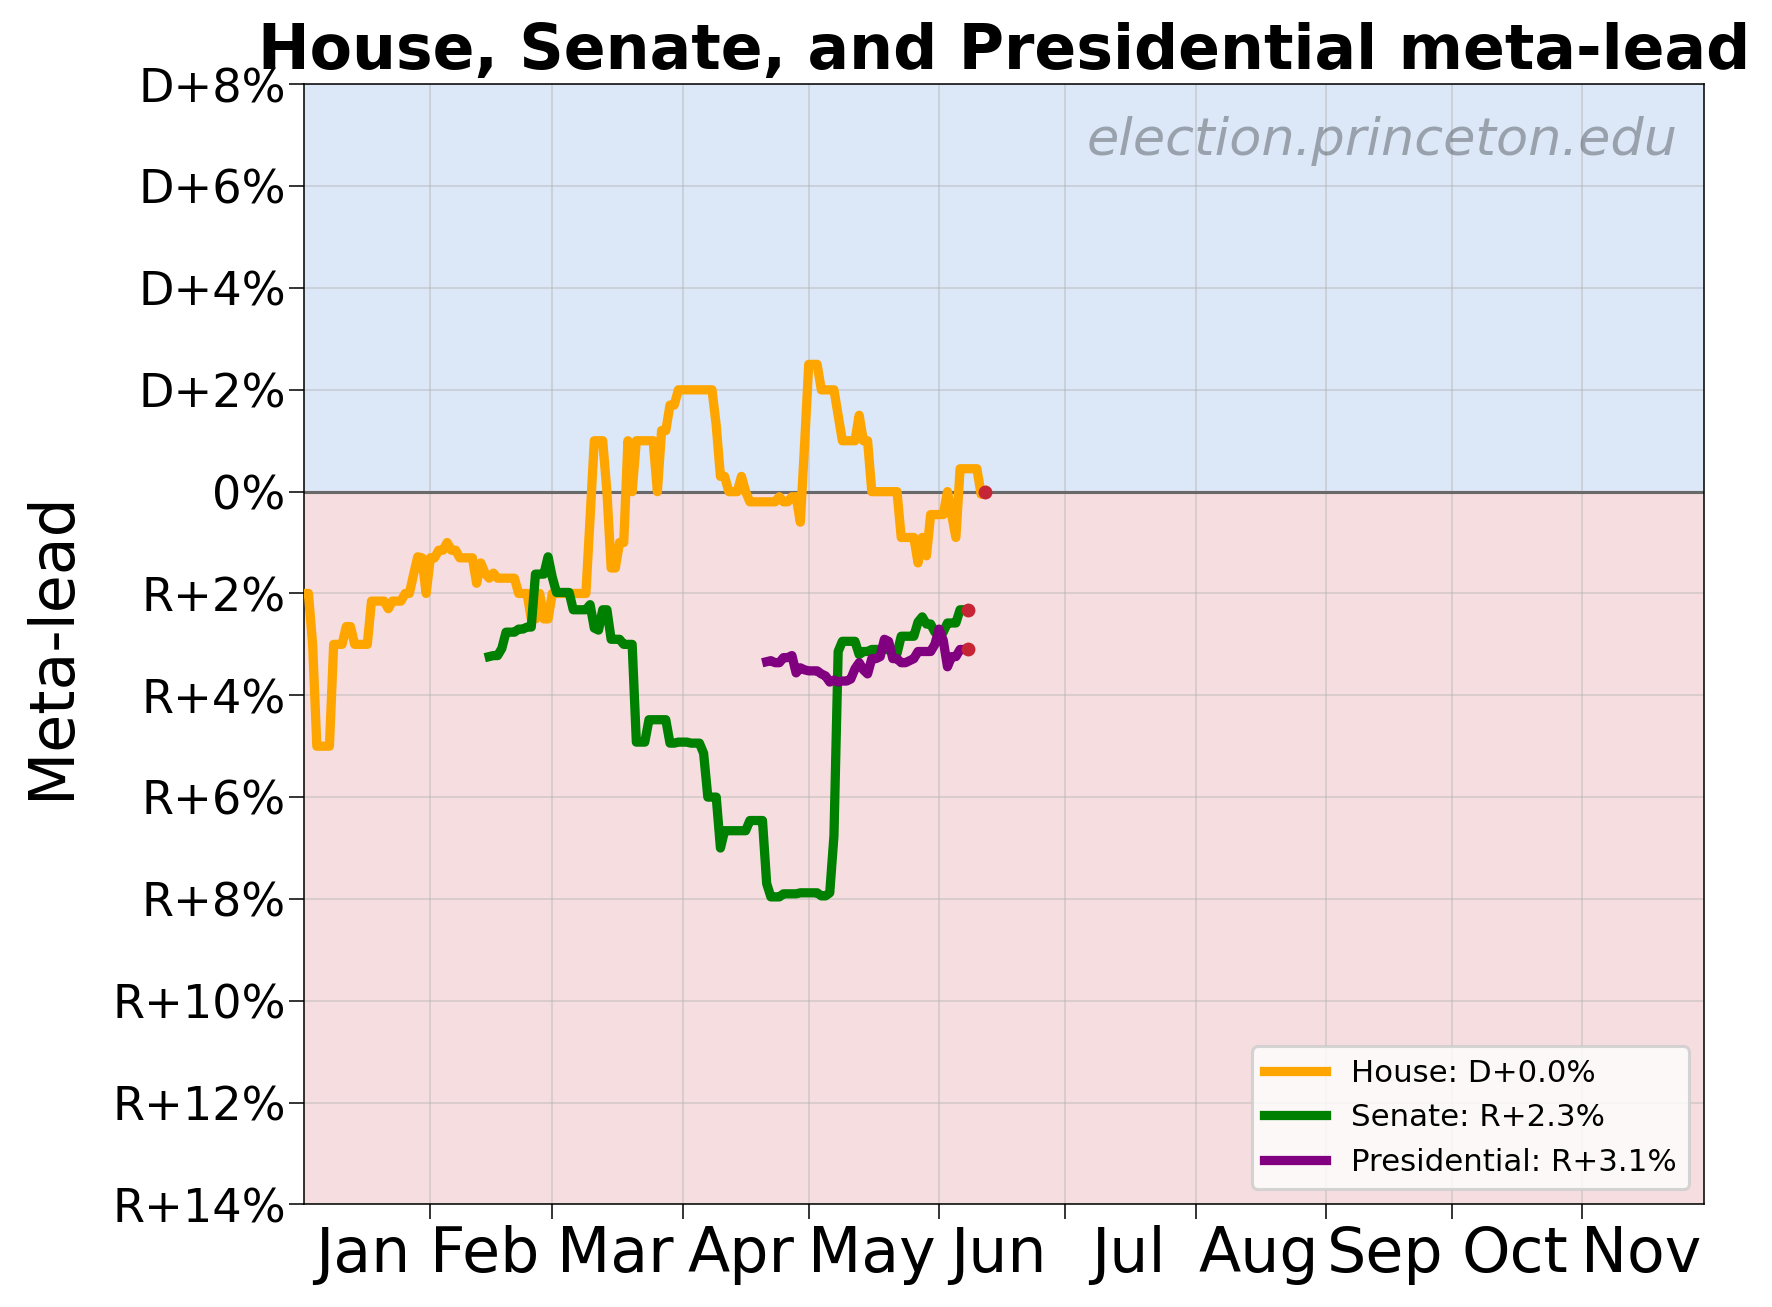 House, Senate, and Presidential meta-lead
election.princeton.edu
Meta-lead
D+8%
D+6%
D+4%
D+2%
0%
R+2%
R+4%
R+6%
R+8%
R+10%
R+12%
R+14%
House: D+0.0%
Senate: R+2.3%
Presidential: R+3.1%
Jan Feb Mar Apr May Jun Jul Aug Sep Oct Nov